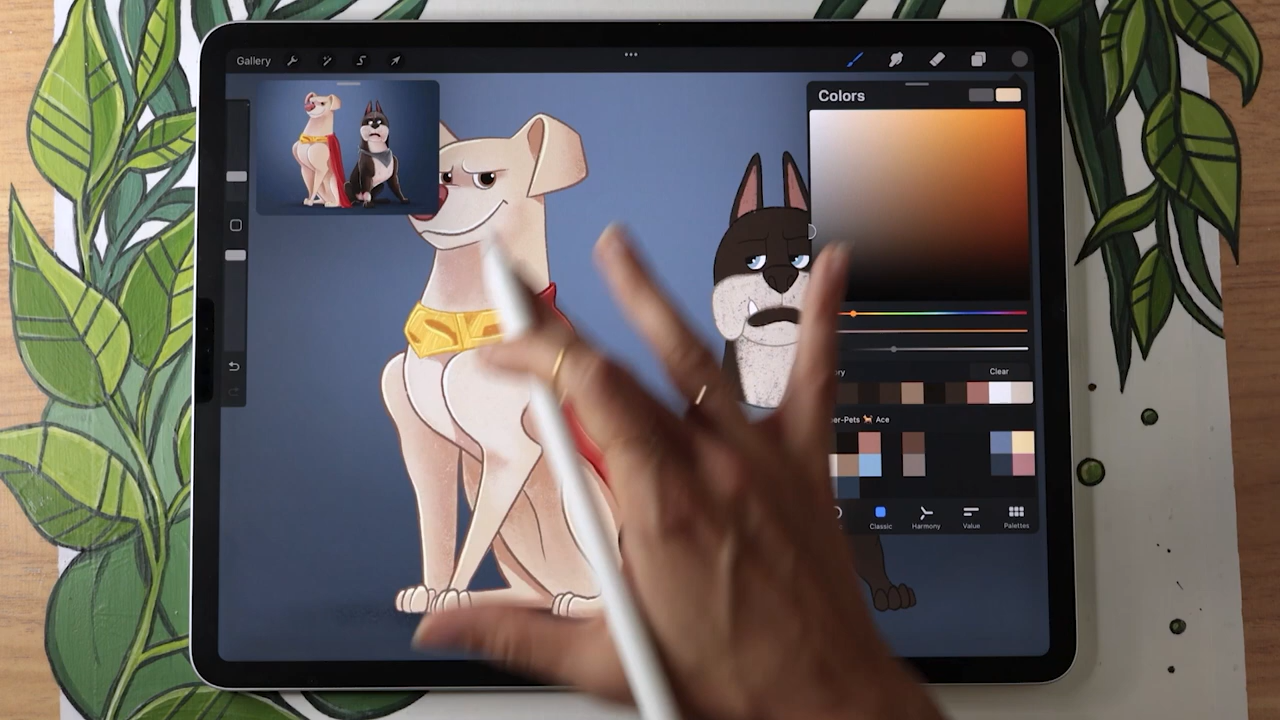 Gallery
Colors
Clear
Ace
Classic
Harmony
Value
Palettes